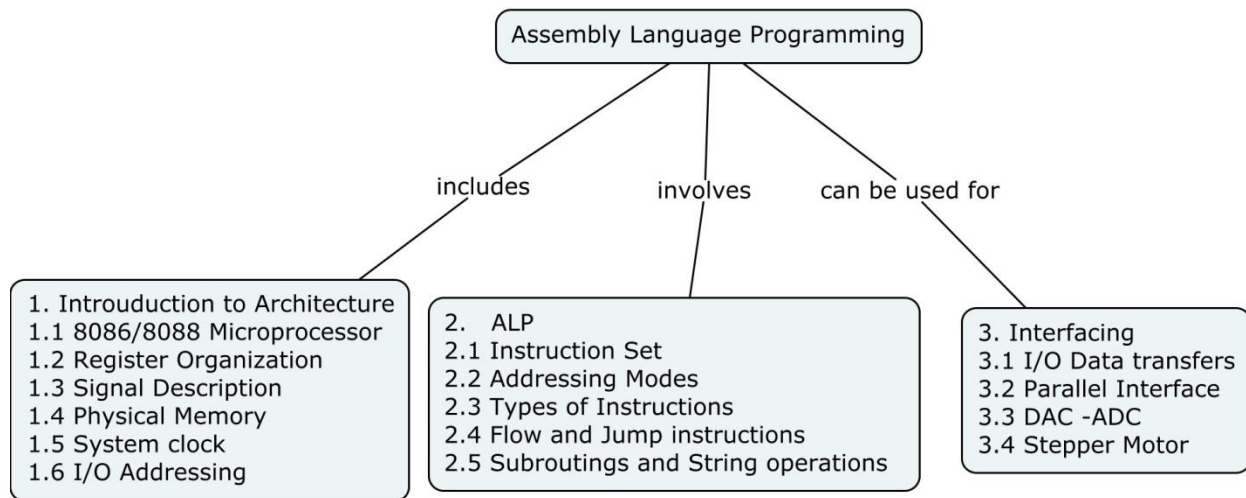 Assembly Language Programming
includes
involves
can be used for
1. Introuduction to Architecture
1.1 8086/8088 Microprocessor
1.2 Register Organization
1.3 Signal Description
1.4 Physical Memory
1.5 System clock
1.6 I/O Addressing
2. ALP
2.1 Instruction Set
2.2 Addressing Modes
2.3 Types of Instructions
2.4 Flow and Jump instructions
2.5 Subroutings and String operations
3. Interfacing
3.1 I/O Data transfers
3.2 Parallel Interface
3.3 DAC -ADC
3.4 Stepper Motor